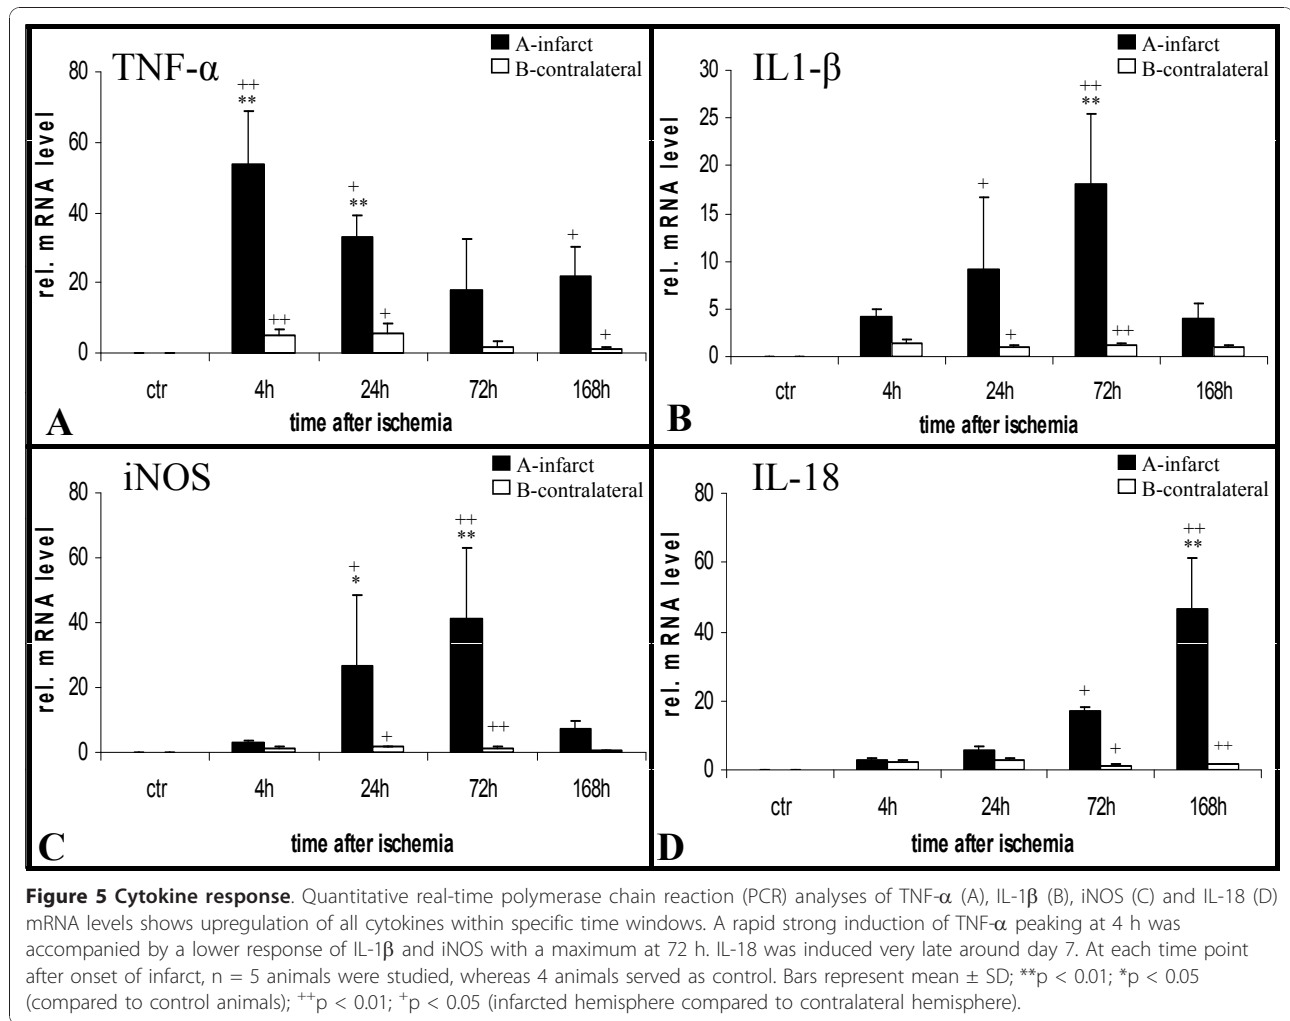 TNF-α
A-infarct
B-contralateral
rel. mRNA level
80
60
40
20
0
++
**
++
+
**
+
+
+
ctr 4h 24h 72h 168h
time after ischemia
A
IL1-β
A-infarct
B-contralateral
rel. mRNA level
30
25
20
15
10
5
0
++
**
+
+
++
ctr 4h 24h 72h 168h
time after ischemia
B
iNOS
A-infarct
B-contralateral
rel. mRNA level
80
60
40
20
0
++
**
+
*
+
++
ctr 4h 24h 72h 168h
time after ischemia
C
IL-18
A-infarct
B-contralateral
rel. mRNA level
80
60
40
20
0
++
**
+
+
++
ctr 4h 24h 72h 168h
time after ischemia
D
Figure 5 Cytokine response. Quantitative real-time polymerase chain reaction (PCR) analyses of TNF-α (A), IL-1β (B), iNOS (C) and IL-18 (D)
mRNA levels shows upregulation of all cytokines within specific time windows. A rapid strong induction of TNF-α peaking at 4 h was
accompanied by a lower response of IL-1β and iNOS with a maximum at 72 h. IL-18 was induced very late around day 7. At each time point
after onset of infarct, n = 5 animals were studied, whereas 4 animals served as control. Bars represent mean ± SD; **p < 0.01; *p < 0.05
(compared to control animals); ++p < 0.01; +p < 0.05 (infarcted hemisphere compared to contralateral hemisphere).